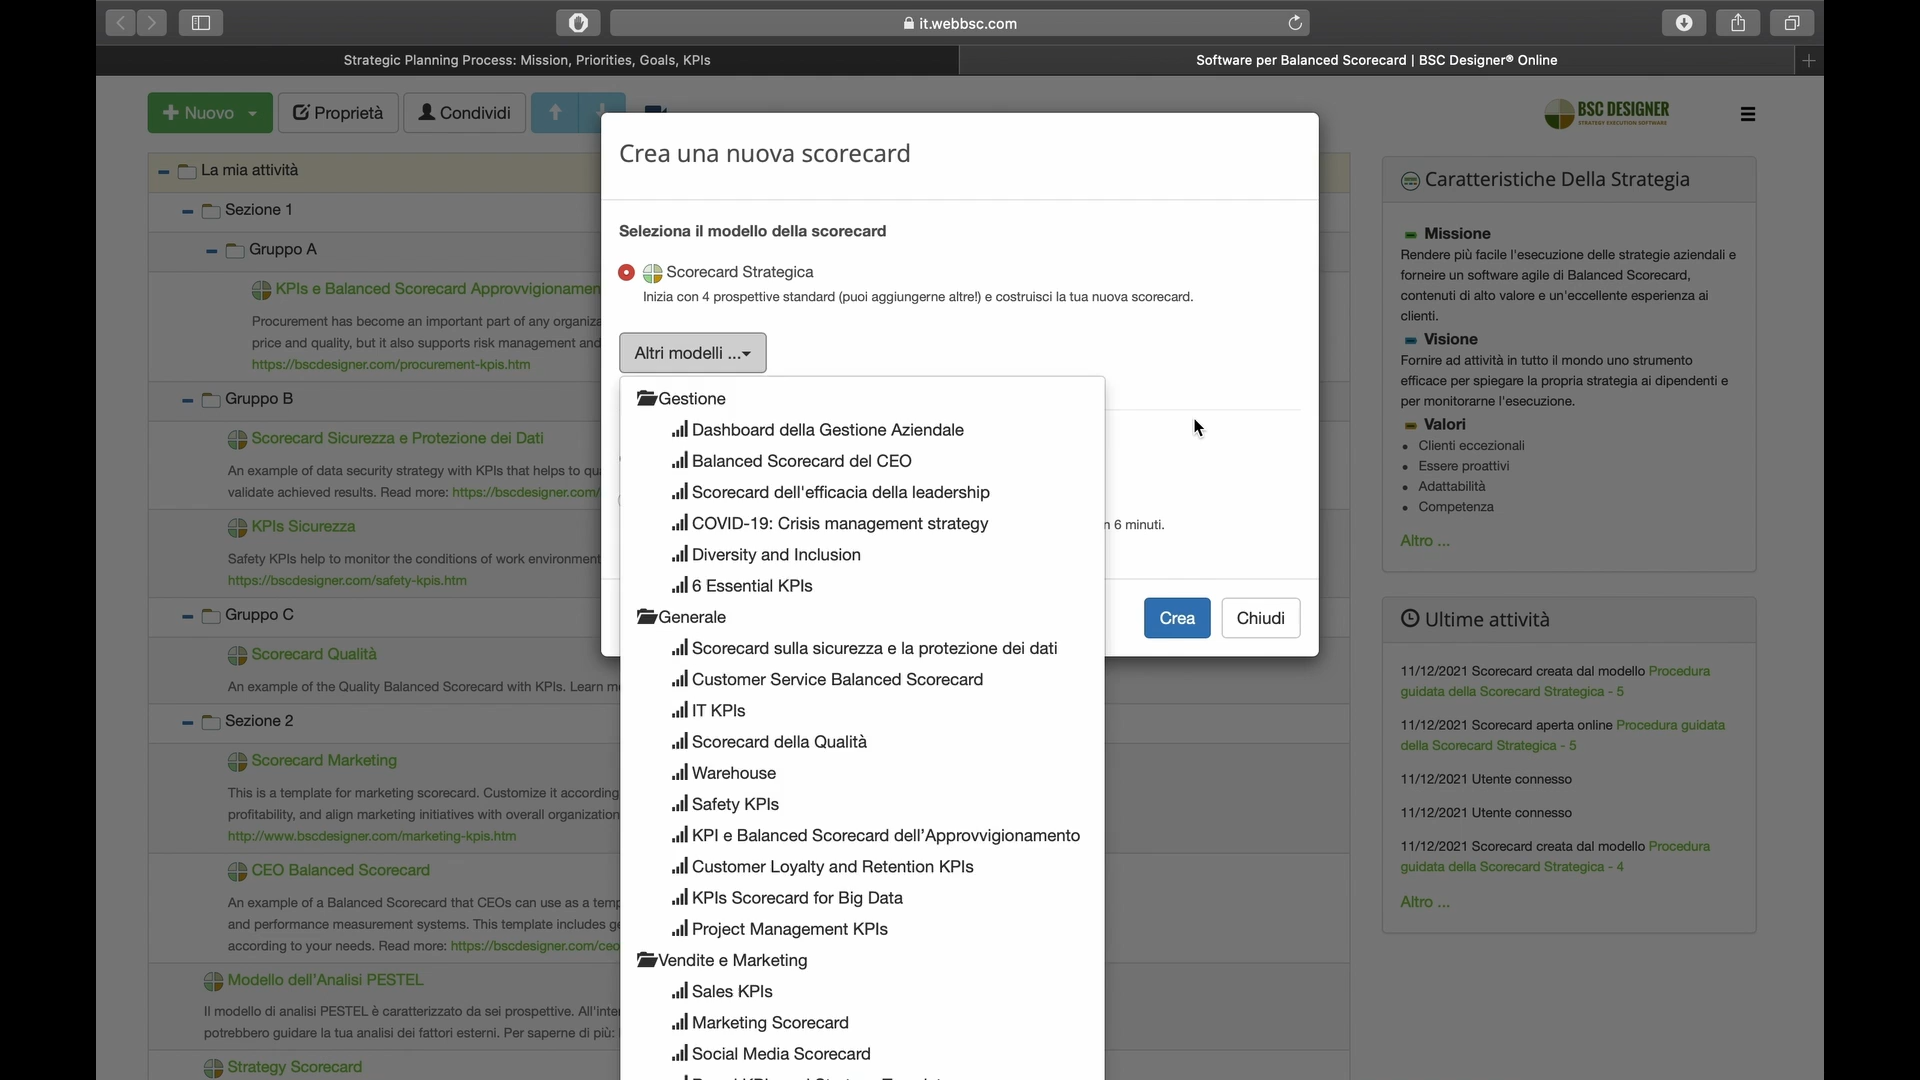 it.webbsc.com
Strategic Planning Process: Mission, Priorities, Goals, KPIs
Software per Balanced Scorecard | BSC Designer® Online
Nuovo
Proprietà
Condividi
BSC DESIGNER
STRATEGY EXECUTION SOFTWARE
La mia attività
Sezione 1
Gruppo A
KPIs e Balanced Scorecard
Procurement has become an important part of any
price and quality, but it also supports risk management and
https://bscdesigner.com/procurement-kpis.htm
Gruppo B
Scorecard Sicurezza e Protezione dei Dati
An example of data security strategy with KPIs that helps to
validate achieved results. Read more: https://bscdesigner.com/
KPIs Sicurezza
Safety KPIs help to monitor the conditions of work
https://bscdesigner.com/safety-kpis.htm
Gruppo C
Scorecard Qualità
An example of the Quality Balanced Scorecard with KPIs. Learn
Sezione 2
Scorecard Marketing
This is a template for marketing scorecard. Customize it
profitability, and align marketing initiatives with overall
http://www.bscdesigner.com/marketing-kpis.htm
CEO Balanced Scorecard
An example of a Balanced Scorecard that CEOs can use as a
and performance measurement systems. This template includes
according to your needs. Read more: https://bscdesigner.com/ceo
Modello dell'Analisi PESTEL
Il modello di analisi PESTEL è caratterizzato da sei prospettive.
potrebbero guidare la tua analisi dei fattori esterni. Per saperne di più:
Strategy Scorecard
Crea una nuova scorecard
Seleziona il modello della scorecard
Scorecard Strategica
Inizia con 4 prospettive standard (puoi aggiungerne altre!) e costruisci la tua nuova scorecard.
Altri modelli ...
Gestione
Dashboard della Gestione Aziendale
Balanced Scorecard del CEO
Scorecard dell'efficacia della leadership
COVID-19: Crisis management strategy
Diversity and Inclusion
6 Essential KPIs
Generale
Scorecard sulla sicurezza e la protezione dei dati
Customer Service Balanced Scorecard
IT KPIs
Scorecard della Qualità
Warehouse
Safety KPIs
KPI e Balanced Scorecard dell'Approvvigionamento
Customer Loyalty and Retention KPIs
KPIs Scorecard for Big Data
Project Management KPIs
Vendite e Marketing
Sales KPIs
Marketing Scorecard
Social Media Scorecard
6 minuti.
Crea
Chiudi
Caratteristiche Della Strategia
Missione
Rendere più facile l'esecuzione delle strategie aziendali e
forneire un software agile di Balanced Scorecard,
contenuti di alto valore e un'eccellente esperienza ai
clienti.
Visione
Fornire ad attività in tutto il mondo uno strumento
efficace per spiegare la propria strategia ai dipendenti e
per monitorarne l'esecuzione.
Valori
• Clienti eccezionali
• Essere proattivi
• Adattabilità
• Competenza
Altro ...
Ultime attività
11/12/2021 Scorecard creata dal modello Procedura
guidata della Scorecard Strategica - 5
11/12/2021 Scorecard aperta online Procedura guidata
della Scorecard Strategica - 5
11/12/2021 Utente connesso
11/12/2021 Utente connesso
11/12/2021 Scorecard creata dal modello Procedura
guidata della Scorecard Strategica - 4
Altro ...